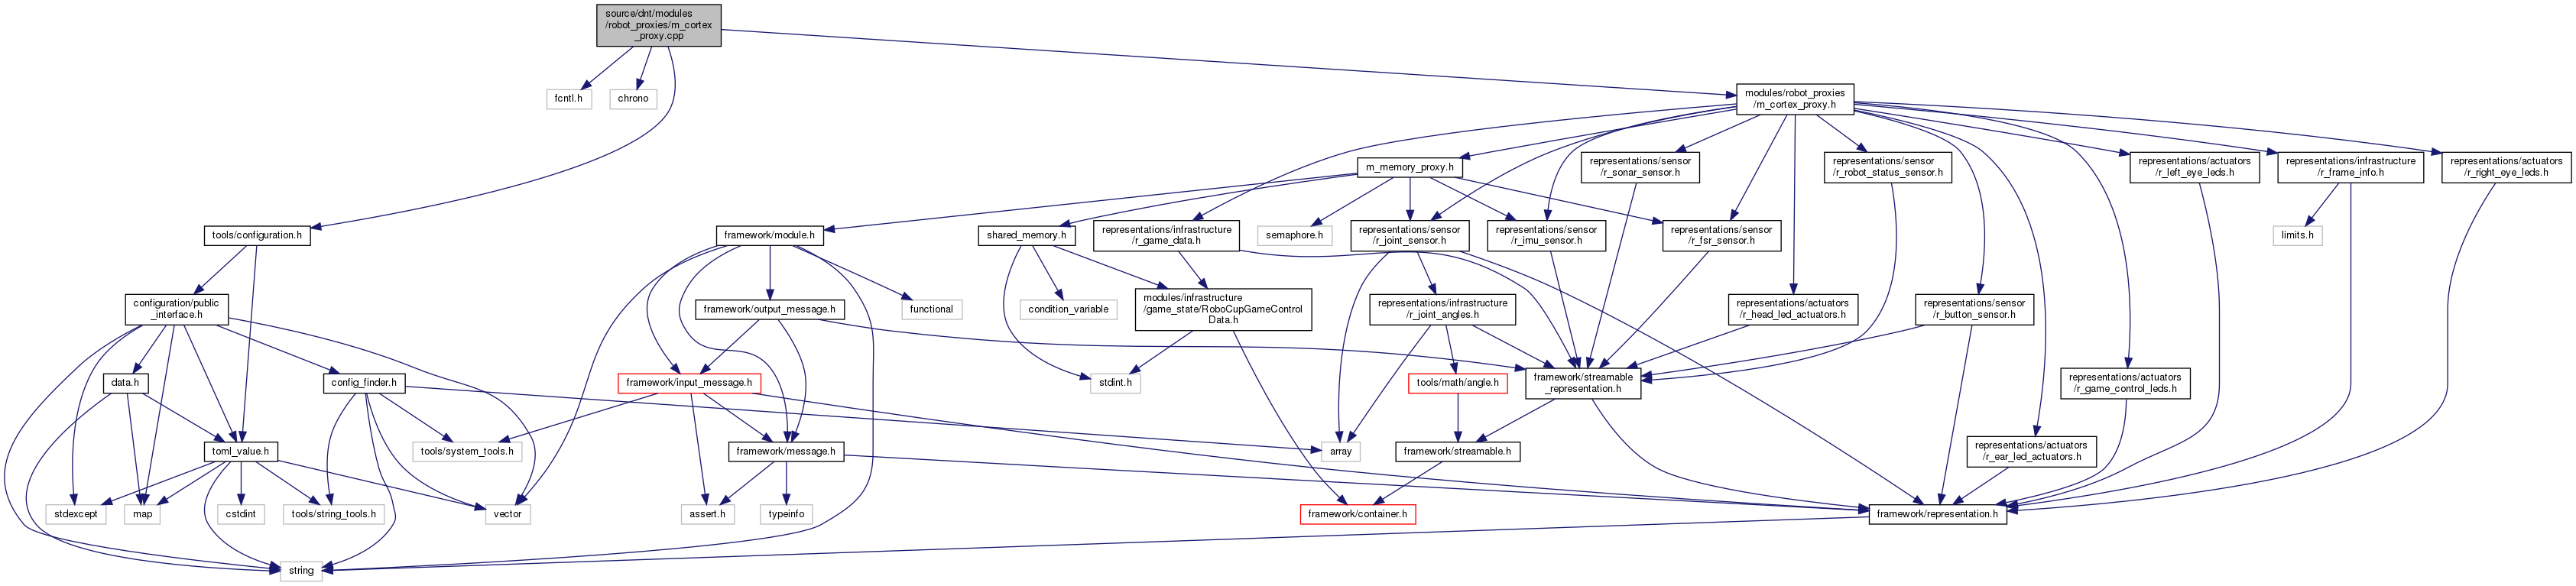 source/dnt/modules
/robot_proxies/m_cortex
_proxy.cpp
fcntl.h
chrono
modules/robot_proxies
/m_cortex_proxy.h
m_memory_proxy.h
representations/sensor
/r_sonar_sensor.h
representations/sensor
/r_robot_status_sensor.h
representations/actuators
/r_left_eye_leds.h
representations/infrastructure
/r_frame_info.h
representations/actuators
/r_right_eye_leds.h
tools/configuration.h
framework/module.h
shared_memory.h
representations/infrastructure
/r_game_data.h
semaphore.h
representations/sensor
/r_joint_sensor.h
representations/sensor
/r_imu_sensor.h
representations/sensor
/r_fsr_sensor.h
limits.h
configuration/public
_interface.h
framework/output_message.h
functional
condition_variable
modules/infrastructure
/game_state/RoboCupGameControl
Data.h
representations/infrastructure
/r_joint_angles.h
representations/actuators
/r_head_led_actuators.h
representations/sensor
/r_button_sensor.h
data.h
config_finder.h
framework/input_message.h
stdint.h
tools/math/angle.h
framework/streamable
_representation.h
representations/actuators
/r_game_control_leds.h
toml_value.h
tools/system_tools.h
framework/message.h
array
framework/streamable.h
representations/actuators
/r_ear_led_actuators.h
stdexcept
map
cstdint
tools/string_tools.h
vector
assert.h
typeinfo
framework/container.h
framework/representation.h
string